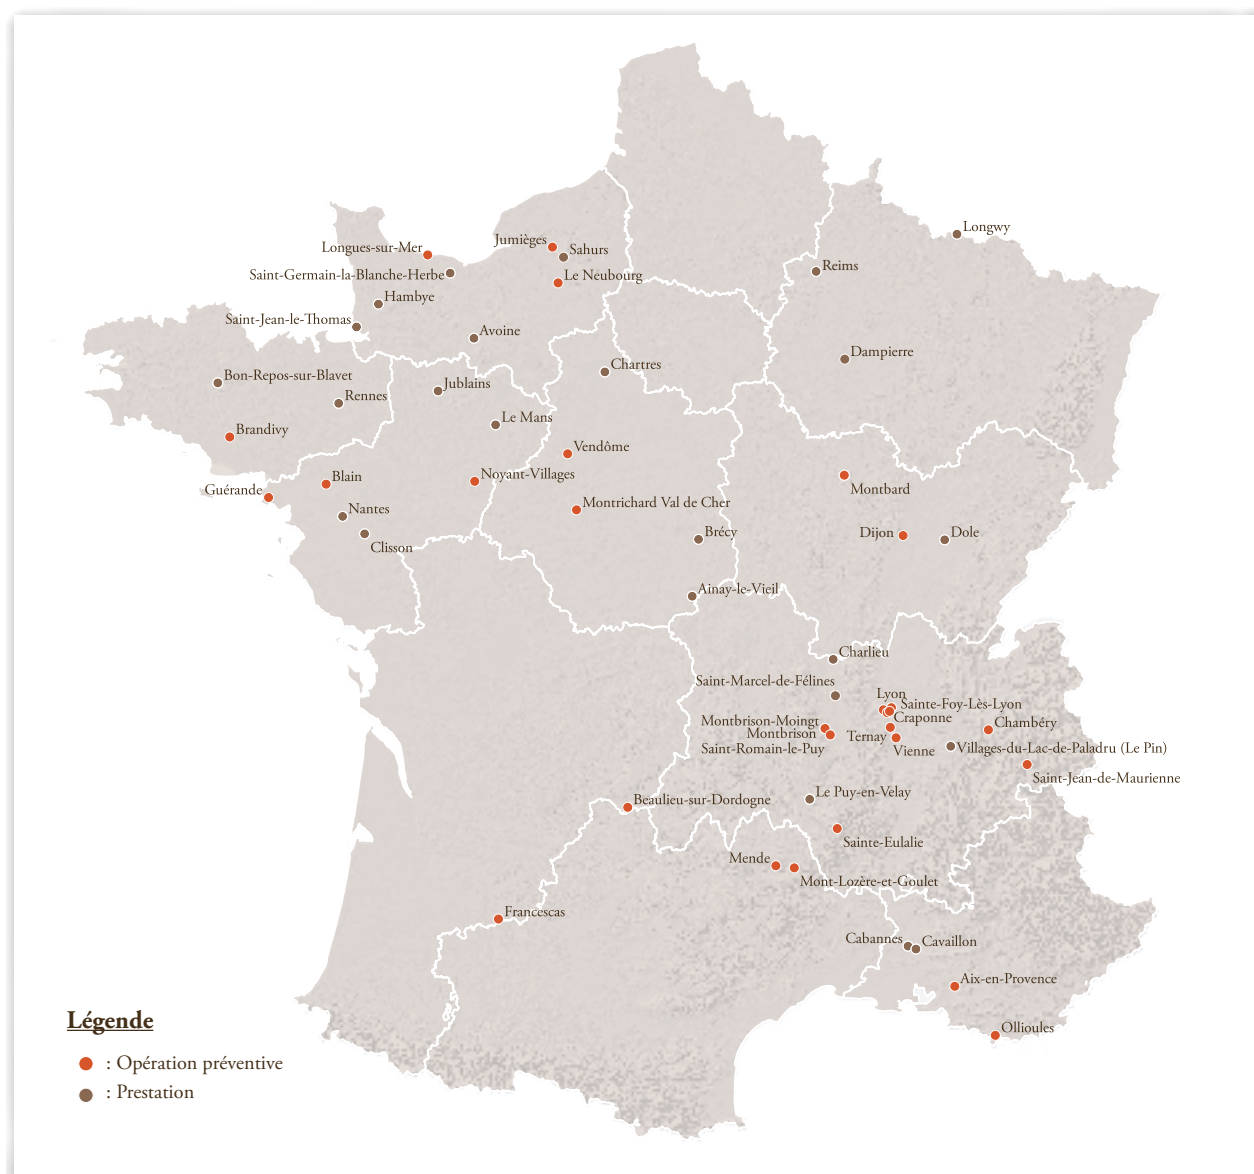 Longwy
Jumièges
Longues-sur-Mer
Sahurs
Reims
Saint-Germain-la-Blanche-Herbe
Le Neubourg
Hambye
Saint-Jean-le-Thomas
Avoine
Dampierre
Chartres
Bon-Repos-sur-Blavet
Jublains
Rennes
Le Mans
Brandivy
Vendôme
Blain
Noyant-Villages
Guérande
Montbard
Montrichard Val de Cher
Nantes
Brécy
Dijon
Dole
Clisson
Ainay-le-Vieil
Charlieu
Saint-Marcel-de-Félines
Lyon
Sainte-Foy-Lès-Lyon
Craponne
Montbrison-Moingt
Chambéry
Montbrison
Ternay
Saint-Romain-le-Puy
Vienne
Villages-du-Lac-de-Paladru (Le Pin)
Saint-Jean-de-Maurienne
Le Puy-en-Velay
Beaulieu-sur-Dordogne
Sainte-Eulalie
Mende
Mont-Lozère-et-Goulet
Francescas
Cabannes
Cavaillon
Aix-en-Provence
Ollioules
Légende
: Opération préventive
: Prestation